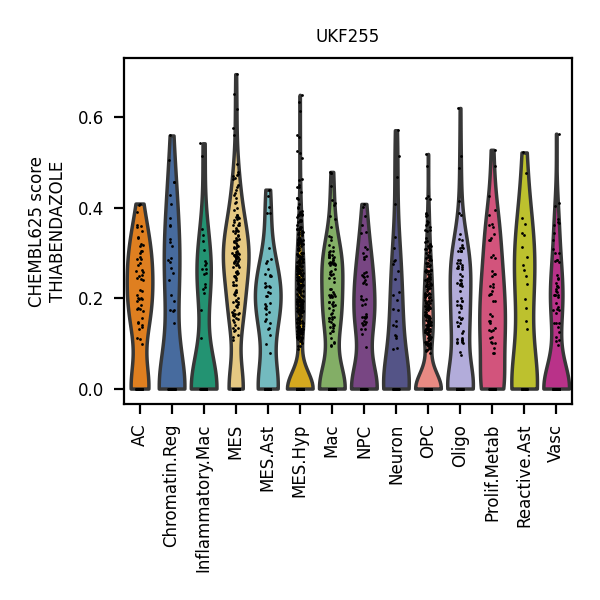 UKF255
CHEMBL625 score
THIABENDAZOLE
0.6
0.4
0.2
0.0
AC
Chromatin.Reg
Inflammatory.Mac
MES
MES.Ast
MES.Hyp
Mac
NPC
Neuron
OPC
Oligo
Prolif.Metab
Reactive.Ast
Vasc